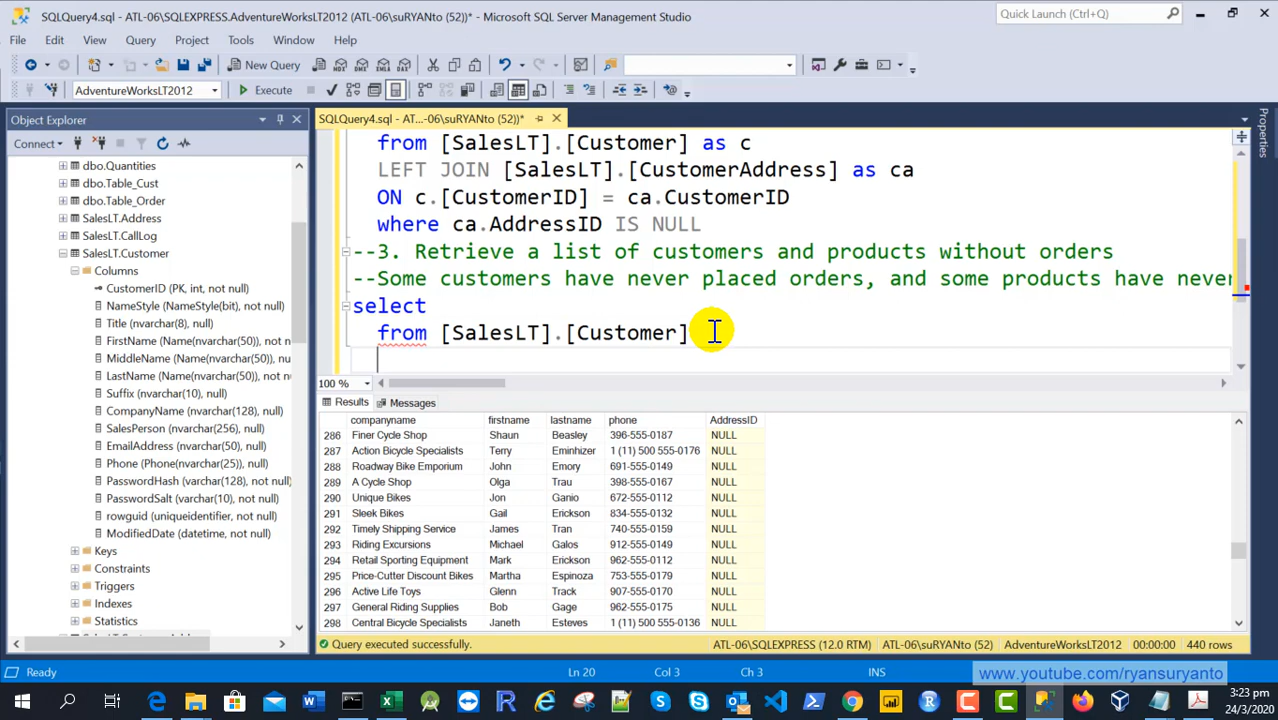 SQLQuery4.sql - ATL-06\SQLEXPRESS.AdventureWorksLT2012 (ATL-06\suRYANto (52))* - Microsoft SQL Server Management Studio
Quick Launch (Ctrl+Q)
File Edit View Query Project Tools Window Help
New Query
AdventureWorksLT2012 Execute
Object Explorer
Connect
dbo.Quantities
dbo.Table_Cust
dbo.Table_Order
SalesLT.Address
SalesLT.CallLog
SalesLT.Customer
Columns
CustomerID (PK, int, not null)
NameStyle (NameStyle(bit), not null)
Title (nvarchar(8), null)
FirstName (Name(nvarchar(50)), not
MiddleName (Name(nvarchar(50)), n
LastName (Name(nvarchar(50)), not
Suffix (nvarchar(10), null)
CompanyName (nvarchar(128), null)
SalesPerson (nvarchar(256), null)
EmailAddress (nvarchar(50), null)
Phone (Phone(nvarchar(25)), null)
PasswordHash (varchar(128), not null)
PasswordSalt (varchar(10), not null)
rowguid (uniqueidentifier, not null)
ModifiedDate (datetime, not null)
Keys
Constraints
Triggers
Indexes
Statistics
SQLQuery4.sql - AT...-06\suRYANto (52))*
from [SalesLT].[Customer] as c
LEFT JOIN [SalesLT].[CustomerAddress] as ca
ON c.[CustomerID] = ca.CustomerID
where ca.AddressID IS NULL
--3. Retrieve a list of customers and products without orders
--Some customers have never placed orders, and some products have never
select
from [SalesLT].[Customer]
100 %
Results Messages
companyname firstname lastname phone AddressID
286 Finer Cycle Shop Shaun Beasley 396-555-0187 NULL
287 Action Bicycle Specialists Terry Eminhizer 1 (11) 500 555-0176 NULL
288 Roadway Bike Emporium John Emory 691-555-0149 NULL
289 A Cycle Shop Olga Trau 398-555-0167 NULL
290 Unique Bikes Jon Ganio 672-555-0112 NULL
291 Sleek Bikes Gail Erickson 834-555-0132 NULL
292 Timely Shipping Service James Tran 740-555-0159 NULL
293 Riding Excursions Michael Galos 912-555-0149 NULL
294 Retail Sporting Equipment Mark Erickson 962-555-0112 NULL
295 Price-Cutter Discount Bikes Martha Espinoza 753-555-0179 NULL
296 Active Life Toys Glenn Track 907-555-0170 NULL
297 General Riding Supplies Bob Gage 962-555-0175 NULL
298 Central Bicycle Specialists Janeth Esteves 1 (11) 500 555-0136 NULL
Query executed successfully. ATL-06\SQLEXPRESS (12.0 RTM) ATL-06\suRYANto (52) AdventureWorksLT2012 00:00:00 440 rows
Ready Ln 20 Col 3 Ch 3 INS
www.youtube.com/ryansuryanto
3:23 pm
24/3/2020
Properties